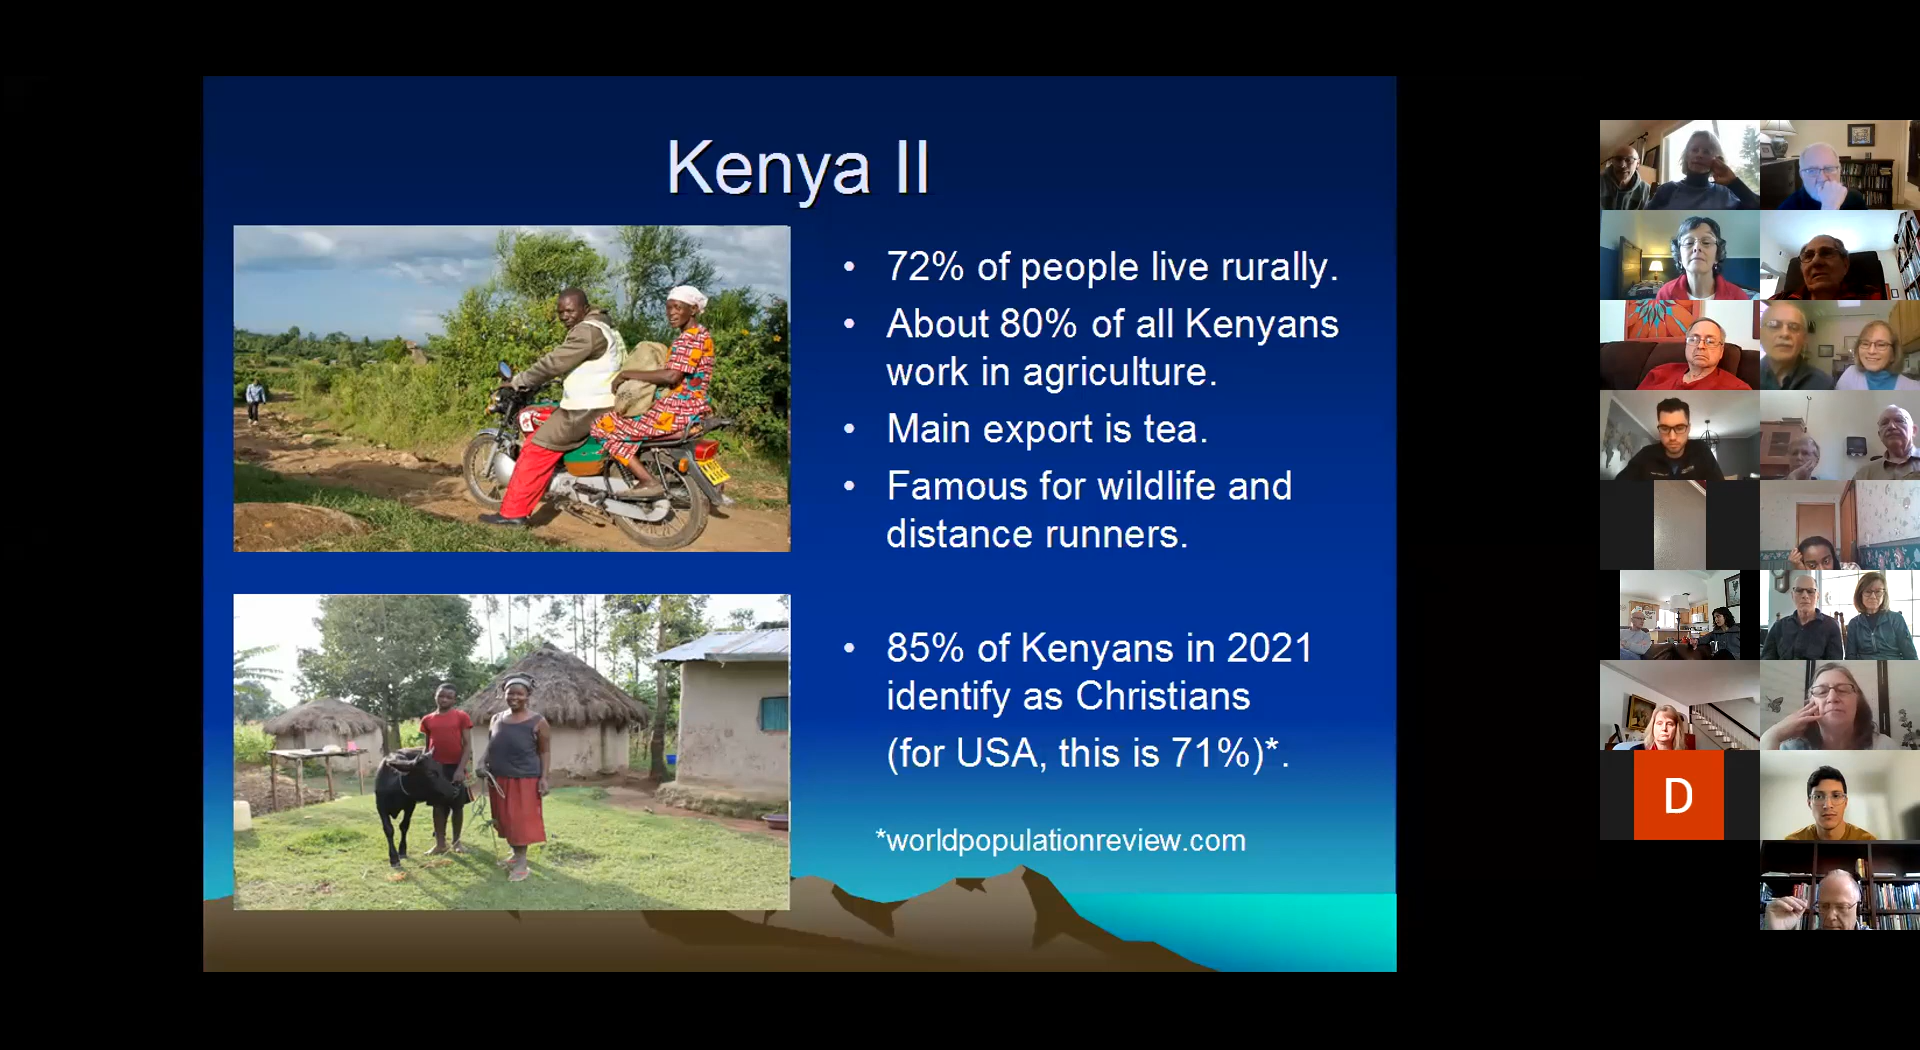 Kenya II
• 72% of people live rurally.
• About 80% of all Kenyans
work in agriculture.
• Main export is tea.
• Famous for wildlife and
distance runners.
• 85% of Kenyans in 2021
identify as Christians
(for USA, this is 71%)*.
*worldpopulationreview.com
D